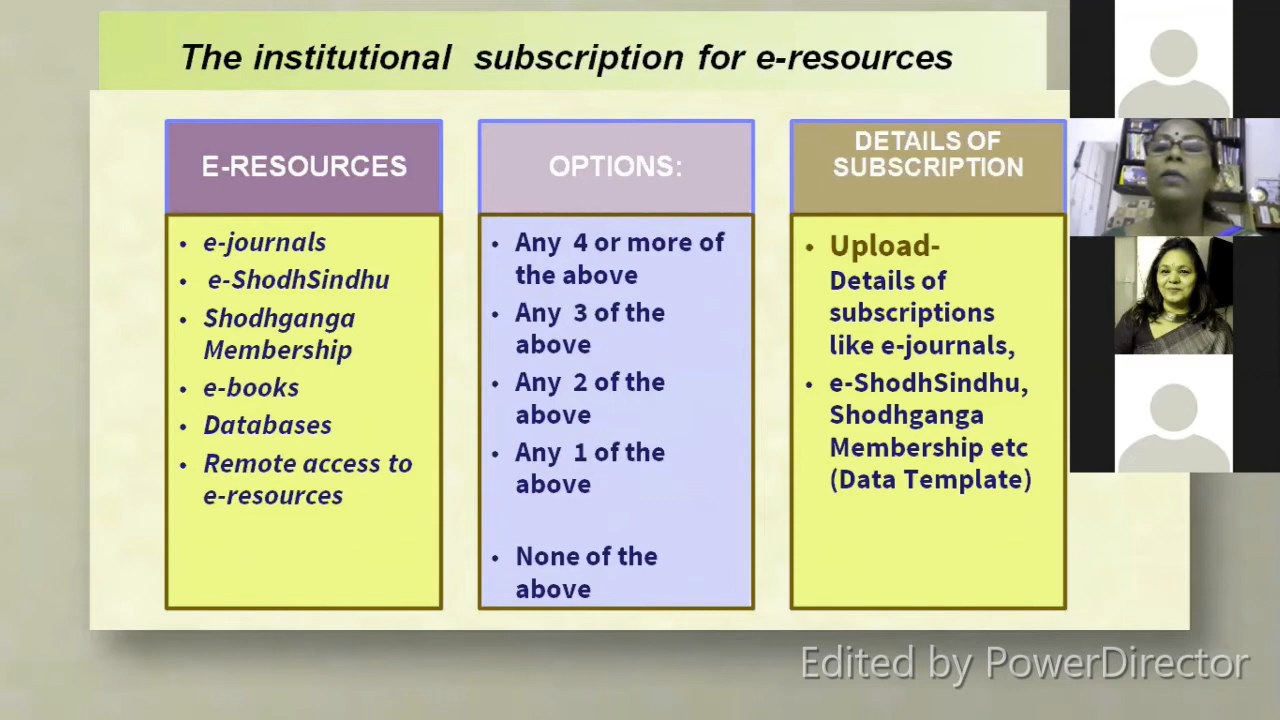 The institutional subscription for e-resources
E-RESOURCES
• e-journals
• e-ShodhSindhu
• Shodhganga
Membership
• e-books
• Databases
• Remote access to
e-resources
OPTIONS:
• Any 4 or more of
the above
• Any 3 of the
above
• Any 2 of the
above
• Any 1 of the
above
• None of the
above
DETAILS OF
SUBSCRIPTION
• Upload-
Details of
subscriptions
like e-journals,
• e-ShodhSindhu,
Shodhganga
Membership etc
(Data Template)
Edited by PowerDirector